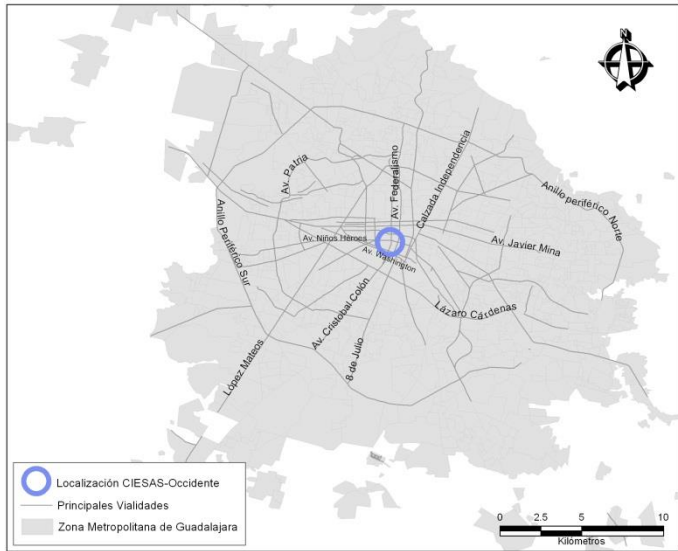 N
Av. Patria
Av. Federalismo
Calzada Independencia
Anillo periférico Norte
Anillo Periférico Sur
Av. Niños Héroes
Av. Washington
Av. Javier Mina
Lázaro Cárdenas
Av. Cristobal Colón
8 de Julio
López Mateos
Localización CIESAS-Occidente
Principales Vialidades
Zona Metropolitana de Guadalajara
0 2.5 5 10
Kilómetros